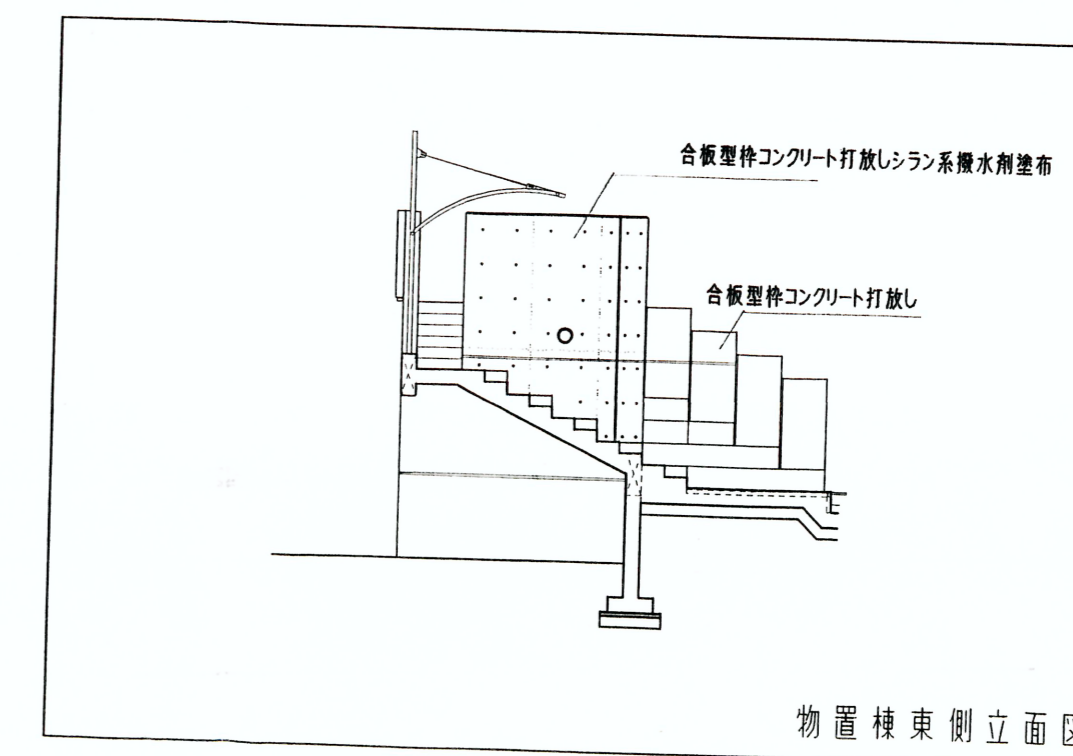 合板型枠コンクリート打放しシラン系撥水剤塗布
合板型枠コンクリート打放し
物置棟東側立面図